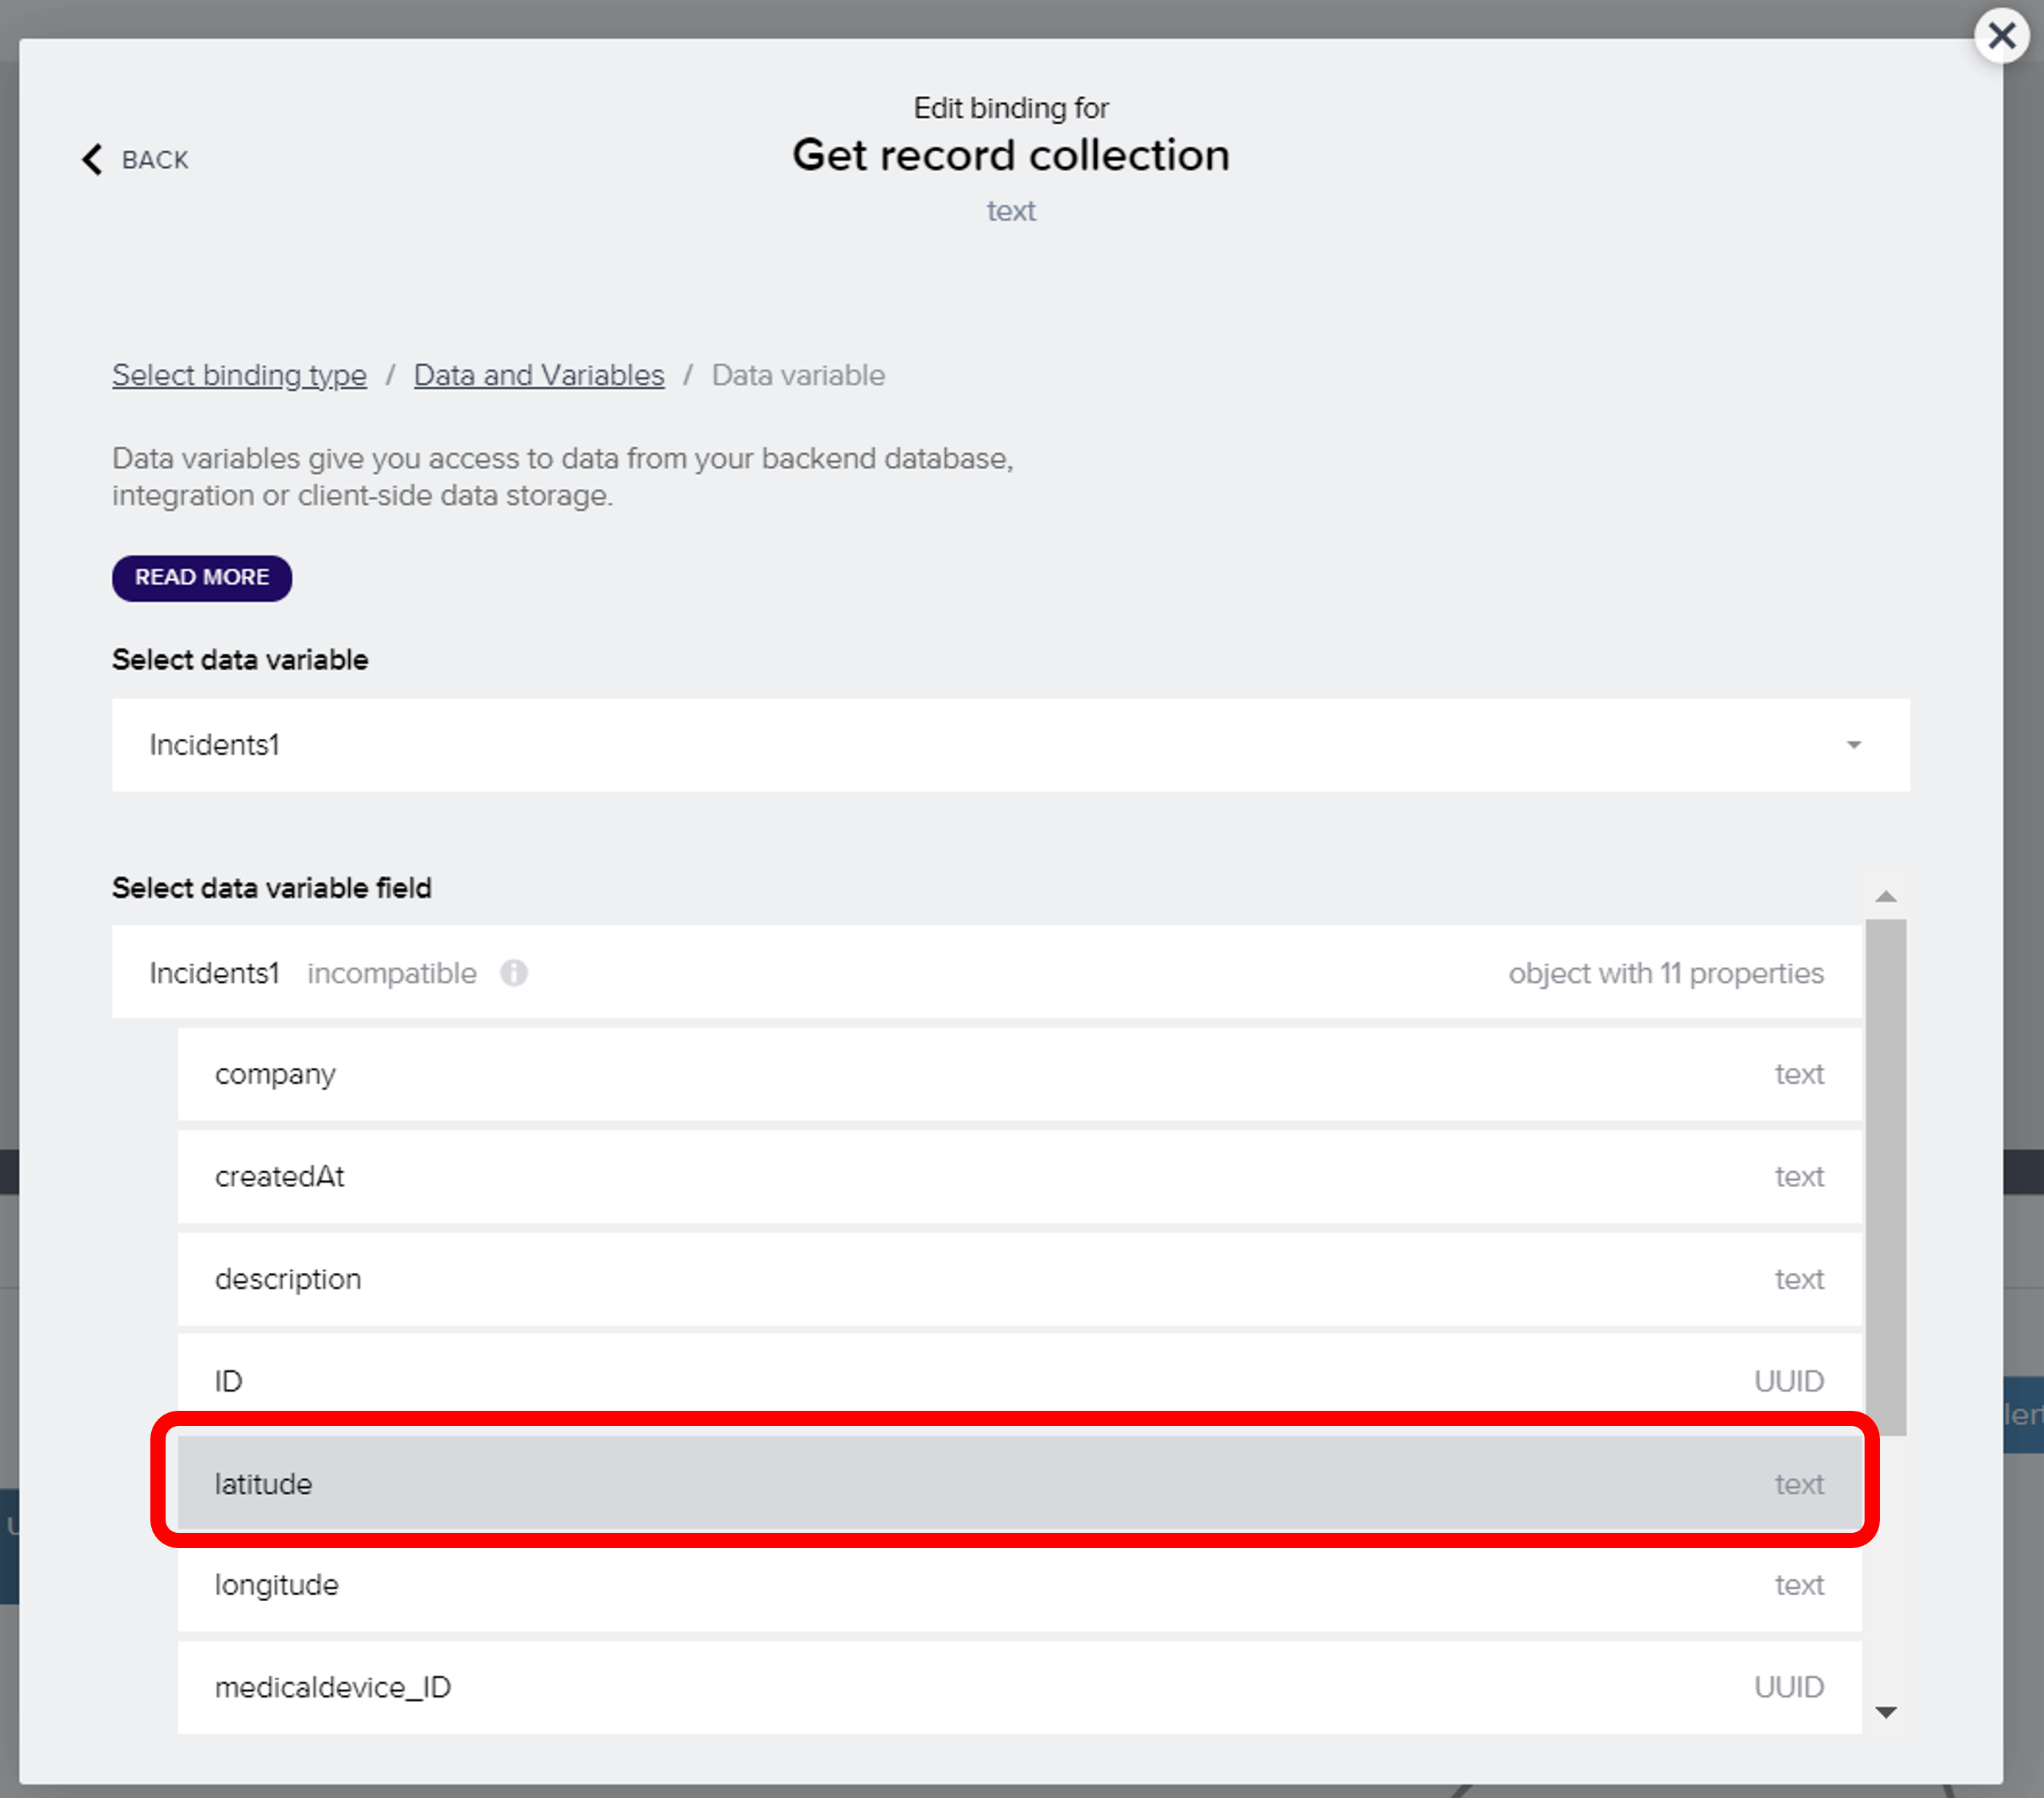 Edit binding for
BACK
Get record collection
text
Select binding type / Data and Variables / Data variable
Data variables give you access to data from your backend database,
integration or client-side data storage.
READ MORE
Select data variable
Incidents1
Select data variable field
Incidents1 incompatible object with 11 properties
company text
createdAt text
description text
ID UUID
latitude text
longitude text
medicaldevice_ID UUID